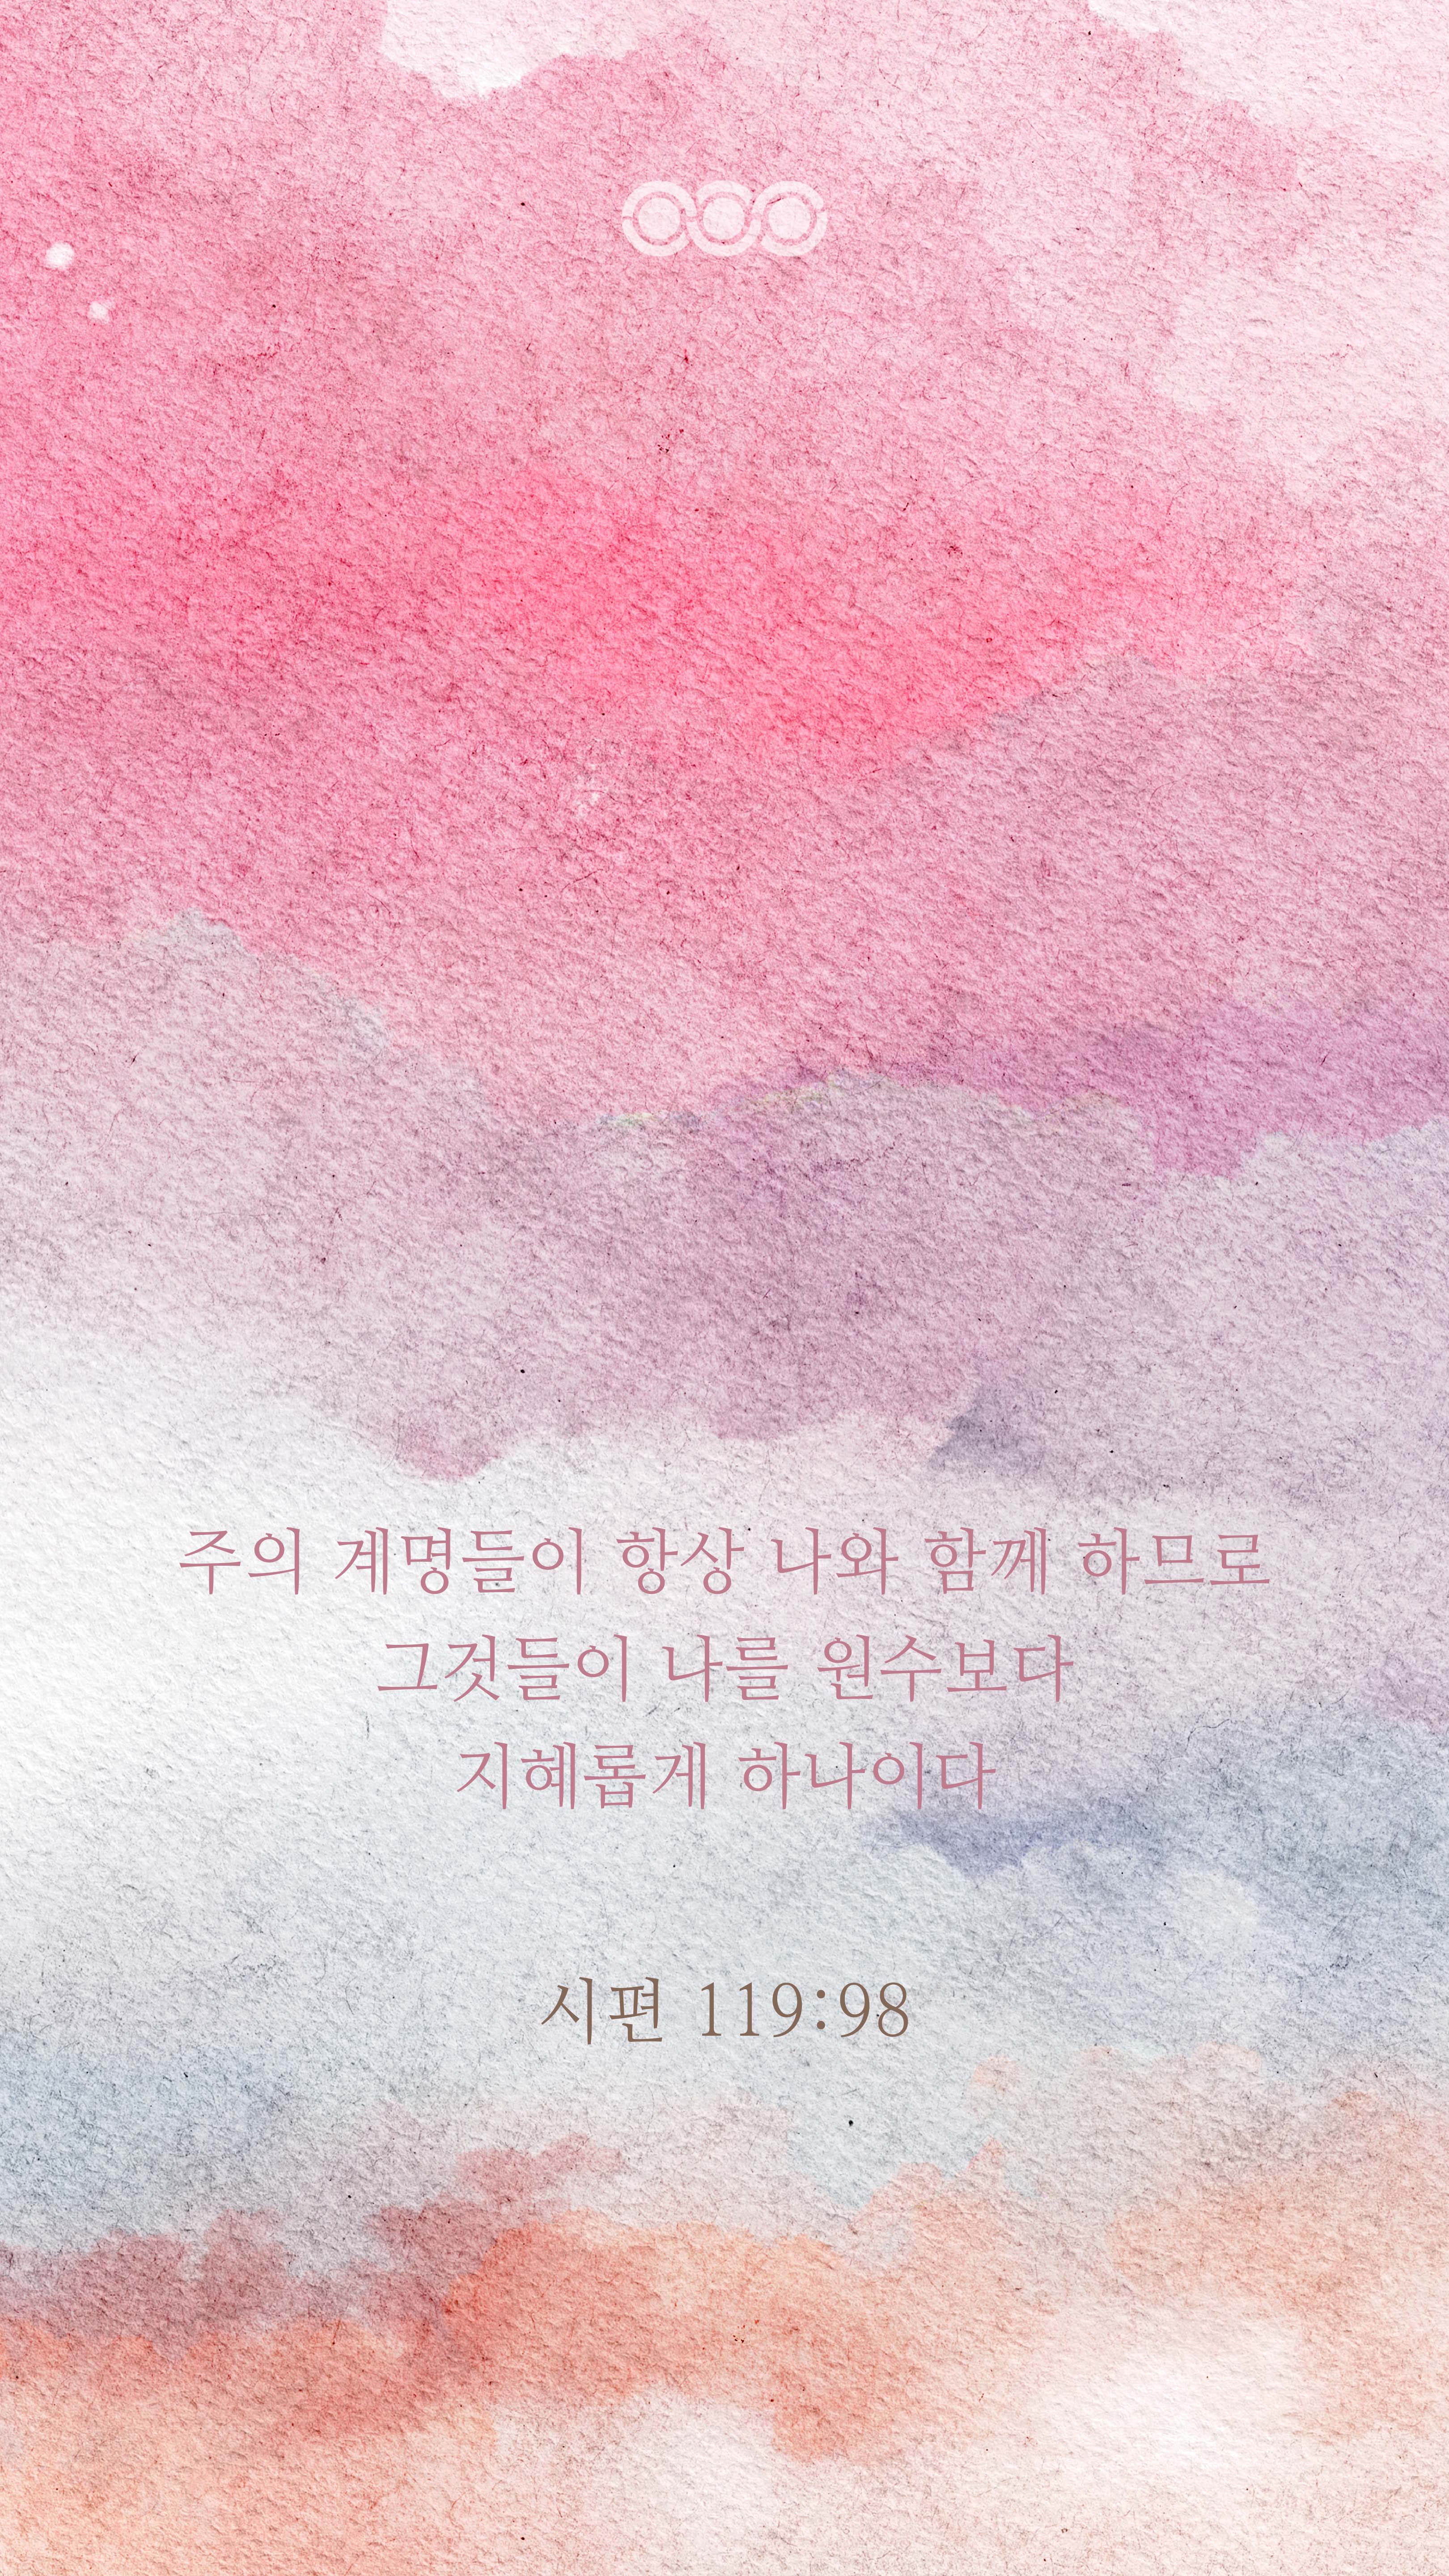 주의 계명들이 항상 나와 함께 하므로
그것들이 나를 원수보다
지혜롭게 하나이다
시편 119:98